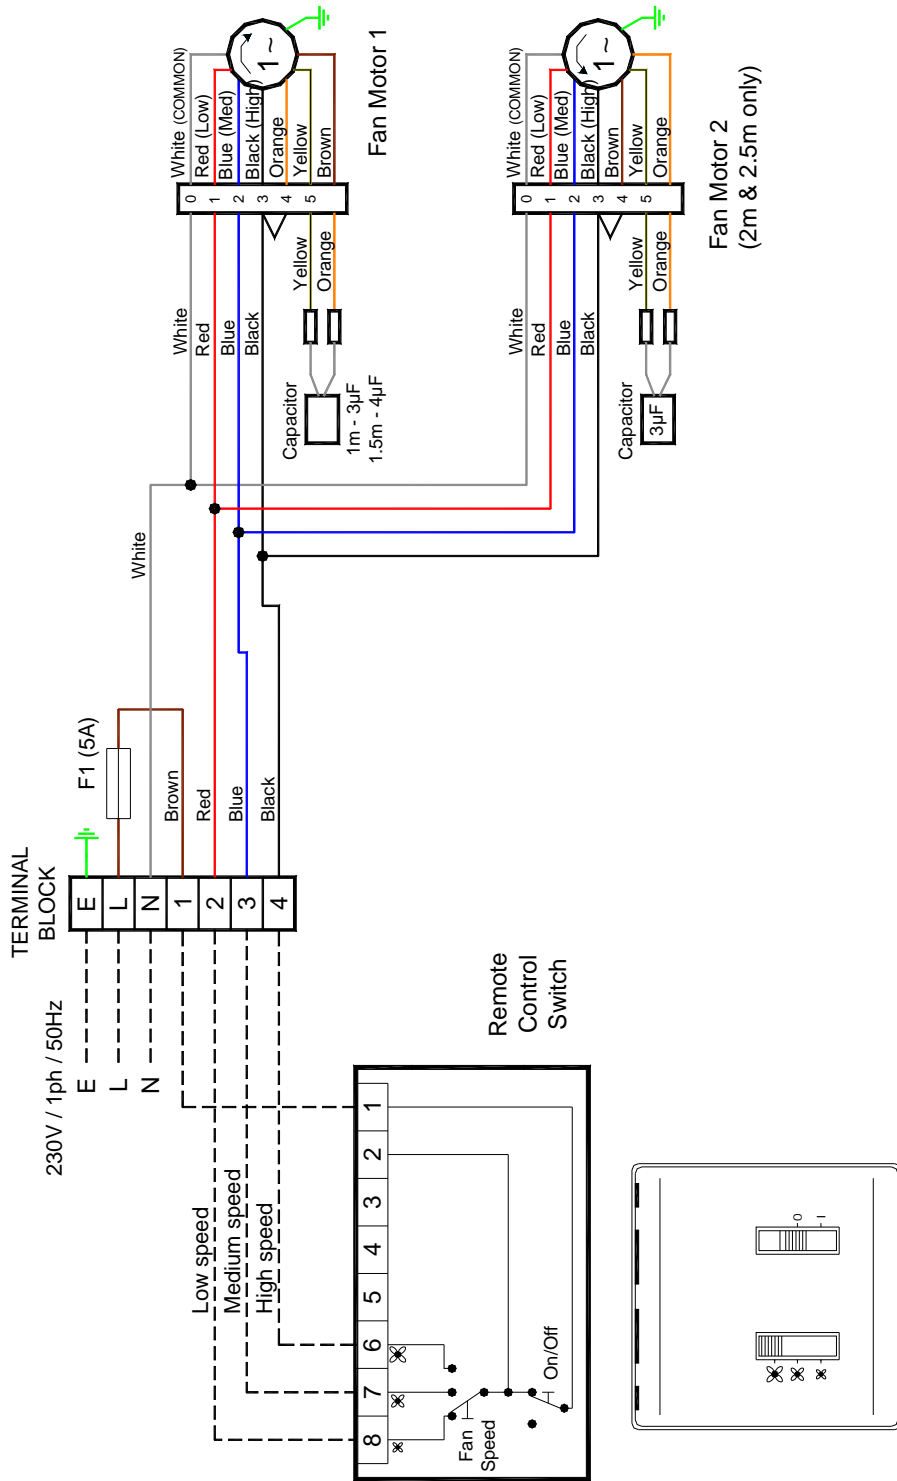 TERMINAL
BLOCK
230V / 1ph / 50Hz
E
L
N
E
L
N
1
2
3
4
F1 (5A)
Brown
Red
Blue
Black
White
White
Red
Blue
Black
Capacitor
1m - 3µF
1.5m - 4µF
Yellow
Orange
0
1
2
3
4
5
White (COMMON)
Red (Low)
Blue (Med)
Black (High)
Orange
Yellow
Brown
1~
Fan Motor 1
White
Red
Blue
Black
Capacitor
3µF
Yellow
Orange
0
1
2
3
4
5
White (COMMON)
Red (Low)
Blue (Med)
Black (High)
Brown
Yellow
Orange
1~
Fan Motor 2
(2m & 2.5m only)
Low speed
Medium speed
High speed
Remote
Control
Switch
8
7
6
5
4
3
2
1
Fan
Speed
On/Off
0
I